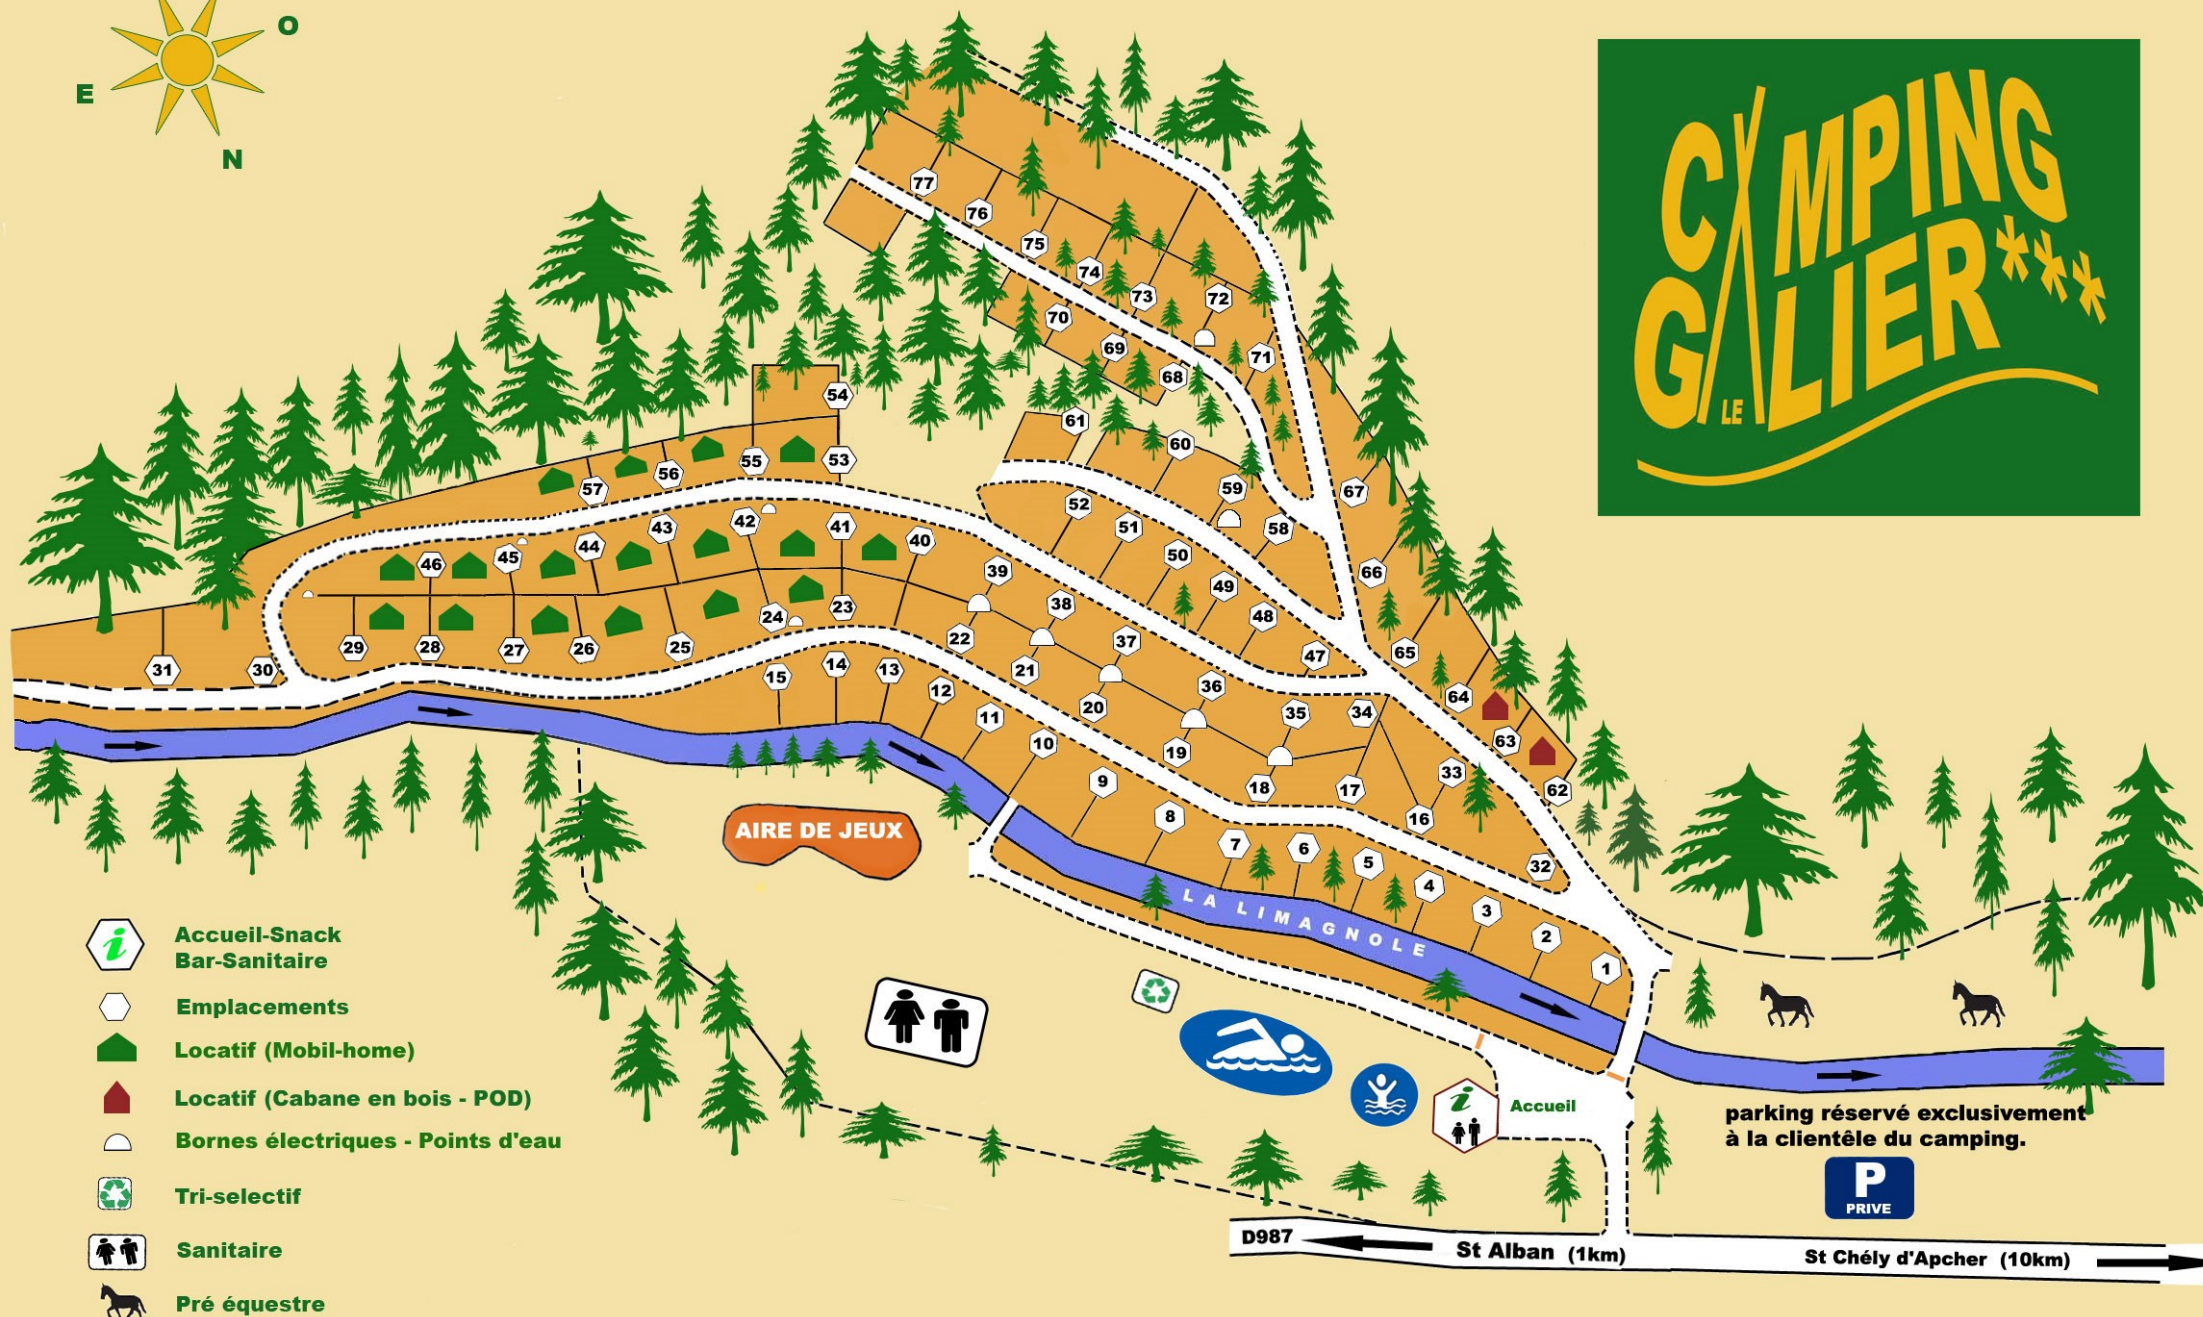 O
E
N
CAMPING
LE GALIER***
77
76
75
74
73
72
71
70
69
68
67
66
65
64
63
62
61
60
59
58
54
53
55
56
57
52
51
50
49
48
47
46
45
44
43
42
41
40
39
38
37
36
35
34
33
32
31
30
29
28
27
26
25
24
23
22
21
20
19
18
17
16
15
14
13
12
11
10
9
8
7
6
5
4
3
2
1
AIRE DE JEUX
LA LIMAGNOLE
i
Accueil-Snack
Bar-Sanitaire
Emplacements
Locatif (Mobil-home)
Locatif (Cabane en bois - POD)
Bornes électriques - Points d'eau
Tri-selectif
Sanitaire
Pré équestre
i
Accueil
parking réservé exclusivement
à la clientêle du camping.
P
PRIVE
D987
St Alban (1km)
St Chély d'Apcher (10km)